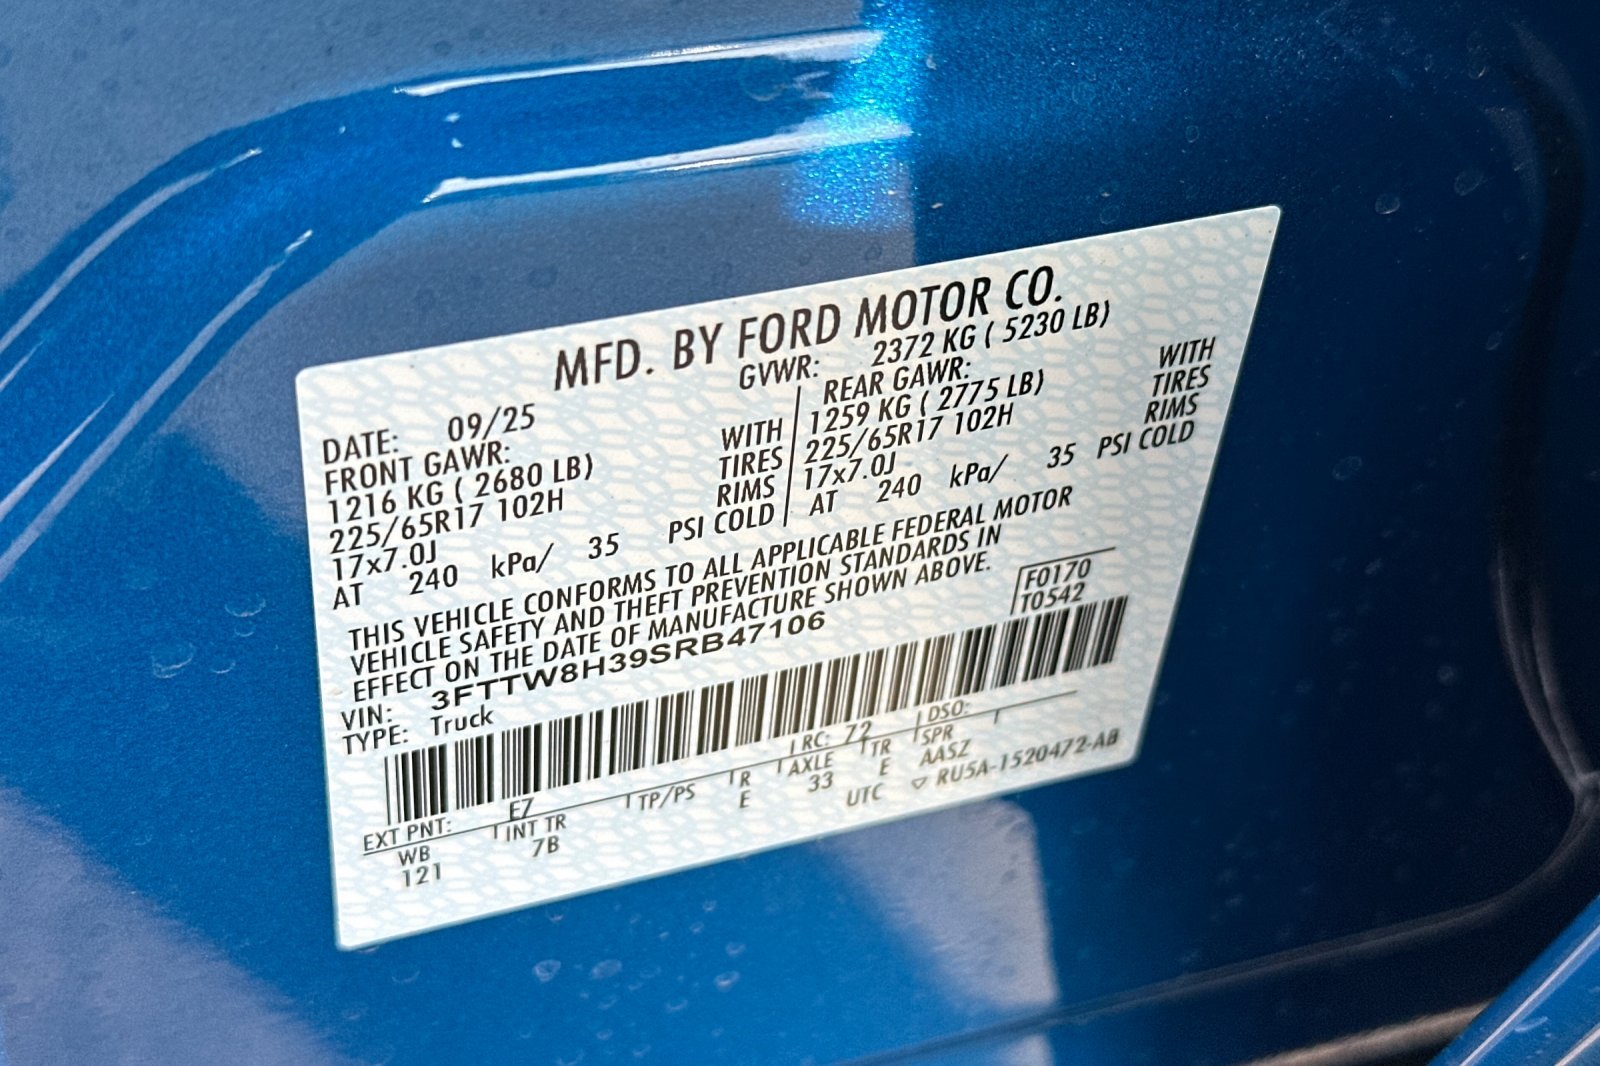 MFD. BY FORD MOTOR CO.
DATE: 09/25 GVWR: 2372 KG ( 5230 LB)
FRONT GAWR: REAR GAWR:
1216 KG ( 2680 LB) WITH 1259 KG ( 2775 LB) WITH
225/65R17 102H TIRES 225/65R17 102H TIRES
17x7.0J RIMS 17x7.0J RIMS
AT 240 kPa/ 35 PSI COLD AT 240 kPa/ 35 PSI COLD
THIS VEHICLE CONFORMS TO ALL APPLICABLE FEDERAL MOTOR
VEHICLE SAFETY AND THEFT PREVENTION STANDARDS IN
EFFECT ON THE DATE OF MANUFACTURE SHOWN ABOVE.
VIN: 3FTTW8H39SRB47106 F0170
TYPE: Truck T0542
EXT PNT: EZ RC: 72 DSO:
WB INT TR TP/PS R AXLE TR SPR
121 7B E 33 E AASZ
UTC ▽ RU5A-1520472-AB